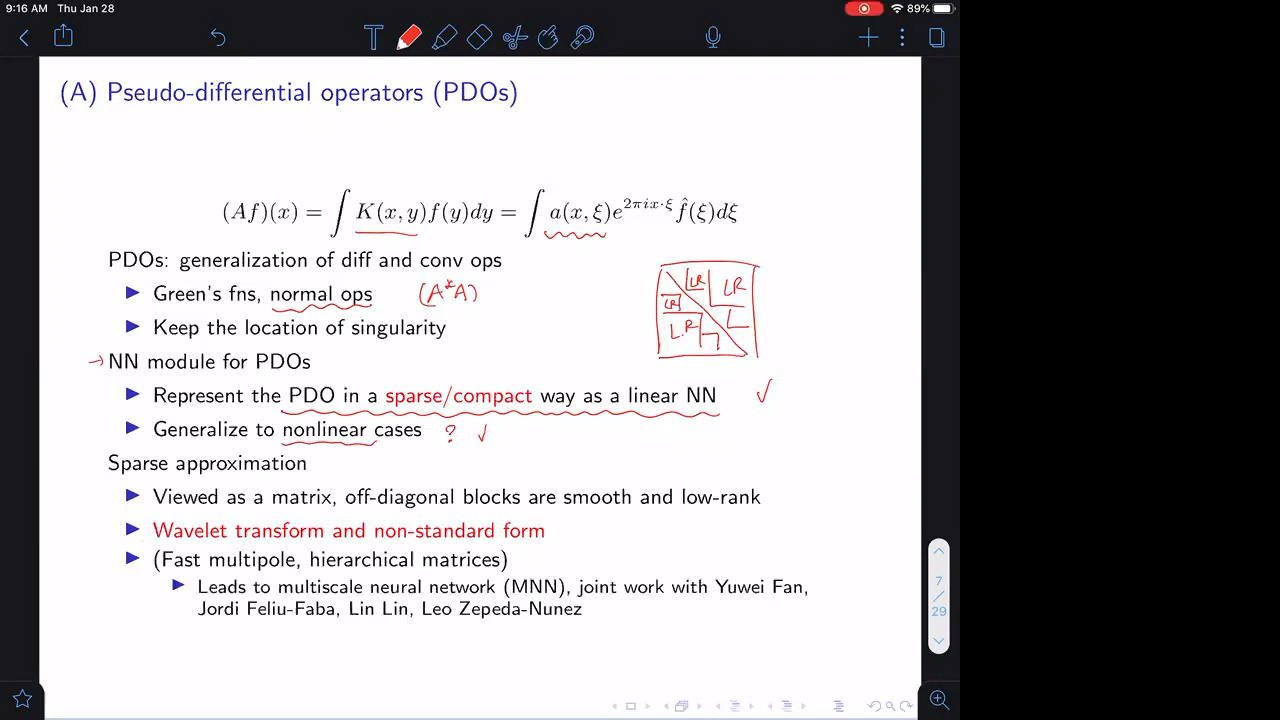 9:16 AM Thu Jan 28
89%
(A) Pseudo-differential operators (PDOs)
(Af)(x) = ∫ K(x, y)f(y)dy = ∫ a(x, ξ)e^{2πix·ξ} f̂(ξ)dξ
PDOs: generalization of diff and conv ops
Green's fns, normal ops (A*A)
Keep the location of singularity
LR LR
LR L
L.R
→ NN module for PDOs
Represent the PDO in a sparse/compact way as a linear NN ✓
Generalize to nonlinear cases ? ✓
Sparse approximation
Viewed as a matrix, off-diagonal blocks are smooth and low-rank
Wavelet transform and non-standard form
(Fast multipole, hierarchical matrices)
Leads to multiscale neural network (MNN), joint work with Yuwei Fan,
Jordi Feliu-Faba, Lin Lin, Leo Zepeda-Nunez
7
/
29